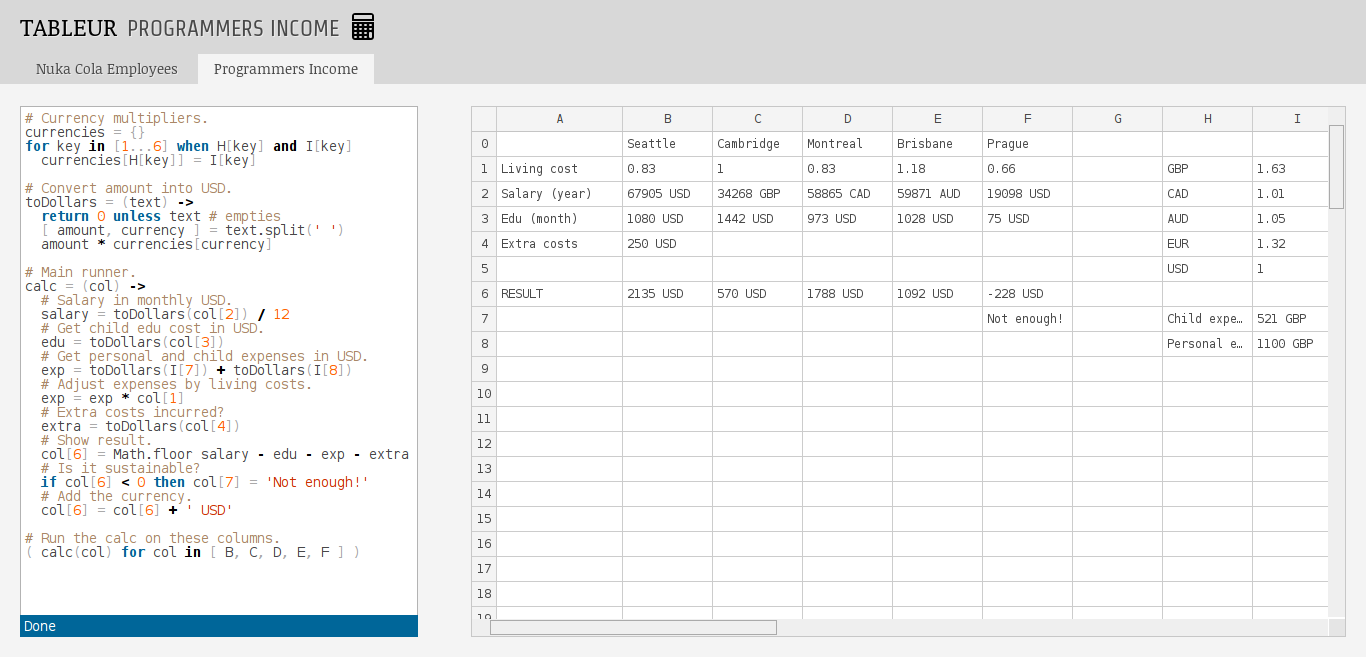 TABLEUR PROGRAMMERS INCOME
Nuka Cola Employees Programmers Income
# Currency multipliers.
currencies = {}
for key in [1...6] when H[key] and I[key]
  currencies[H[key]] = I[key]
# Convert amount into USD.
toDollars = (text) ->
  return 0 unless text # empties
  [ amount, currency ] = text.split(' ')
  amount * currencies[currency]
# Main runner.
calc = (col) ->
  # Salary in monthly USD.
  salary = toDollars(col[2]) / 12
  # Get child edu cost in USD.
  edu = toDollars(col[3])
  # Get personal and child expenses in USD.
  exp = toDollars(I[7]) + toDollars(I[8])
  # Adjust expenses by living costs.
  exp = exp * col[1]
  # Extra costs incurred?
  extra = toDollars(col[4])
  # Show result.
  col[6] = Math.floor salary - edu - exp - extra
  # Is it sustainable?
  if col[6] < 0 then col[7] = 'Not enough!'
  # Add the currency.
  col[6] = col[6] + ' USD'
# Run the calc on these columns.
( calc(col) for col in [ B, C, D, E, F ] )
Done
A B C D E F G H I
0 Seattle Cambridge Montreal Brisbane Prague
1 Living cost 0.83 1 0.83 1.18 0.66 GBP 1.63
2 Salary (year) 67905 USD 34268 GBP 58865 CAD 59871 AUD 19098 USD CAD 1.01
3 Edu (month) 1080 USD 1442 USD 973 USD 1028 USD 75 USD AUD 1.05
4 Extra costs 250 USD EUR 1.32
5 USD 1
6 RESULT 2135 USD 570 USD 1788 USD 1092 USD -228 USD
7 Not enough! Child expe… 521 GBP
8 Personal e… 1100 GBP
9
10
11
12
13
14
15
16
17
18
19